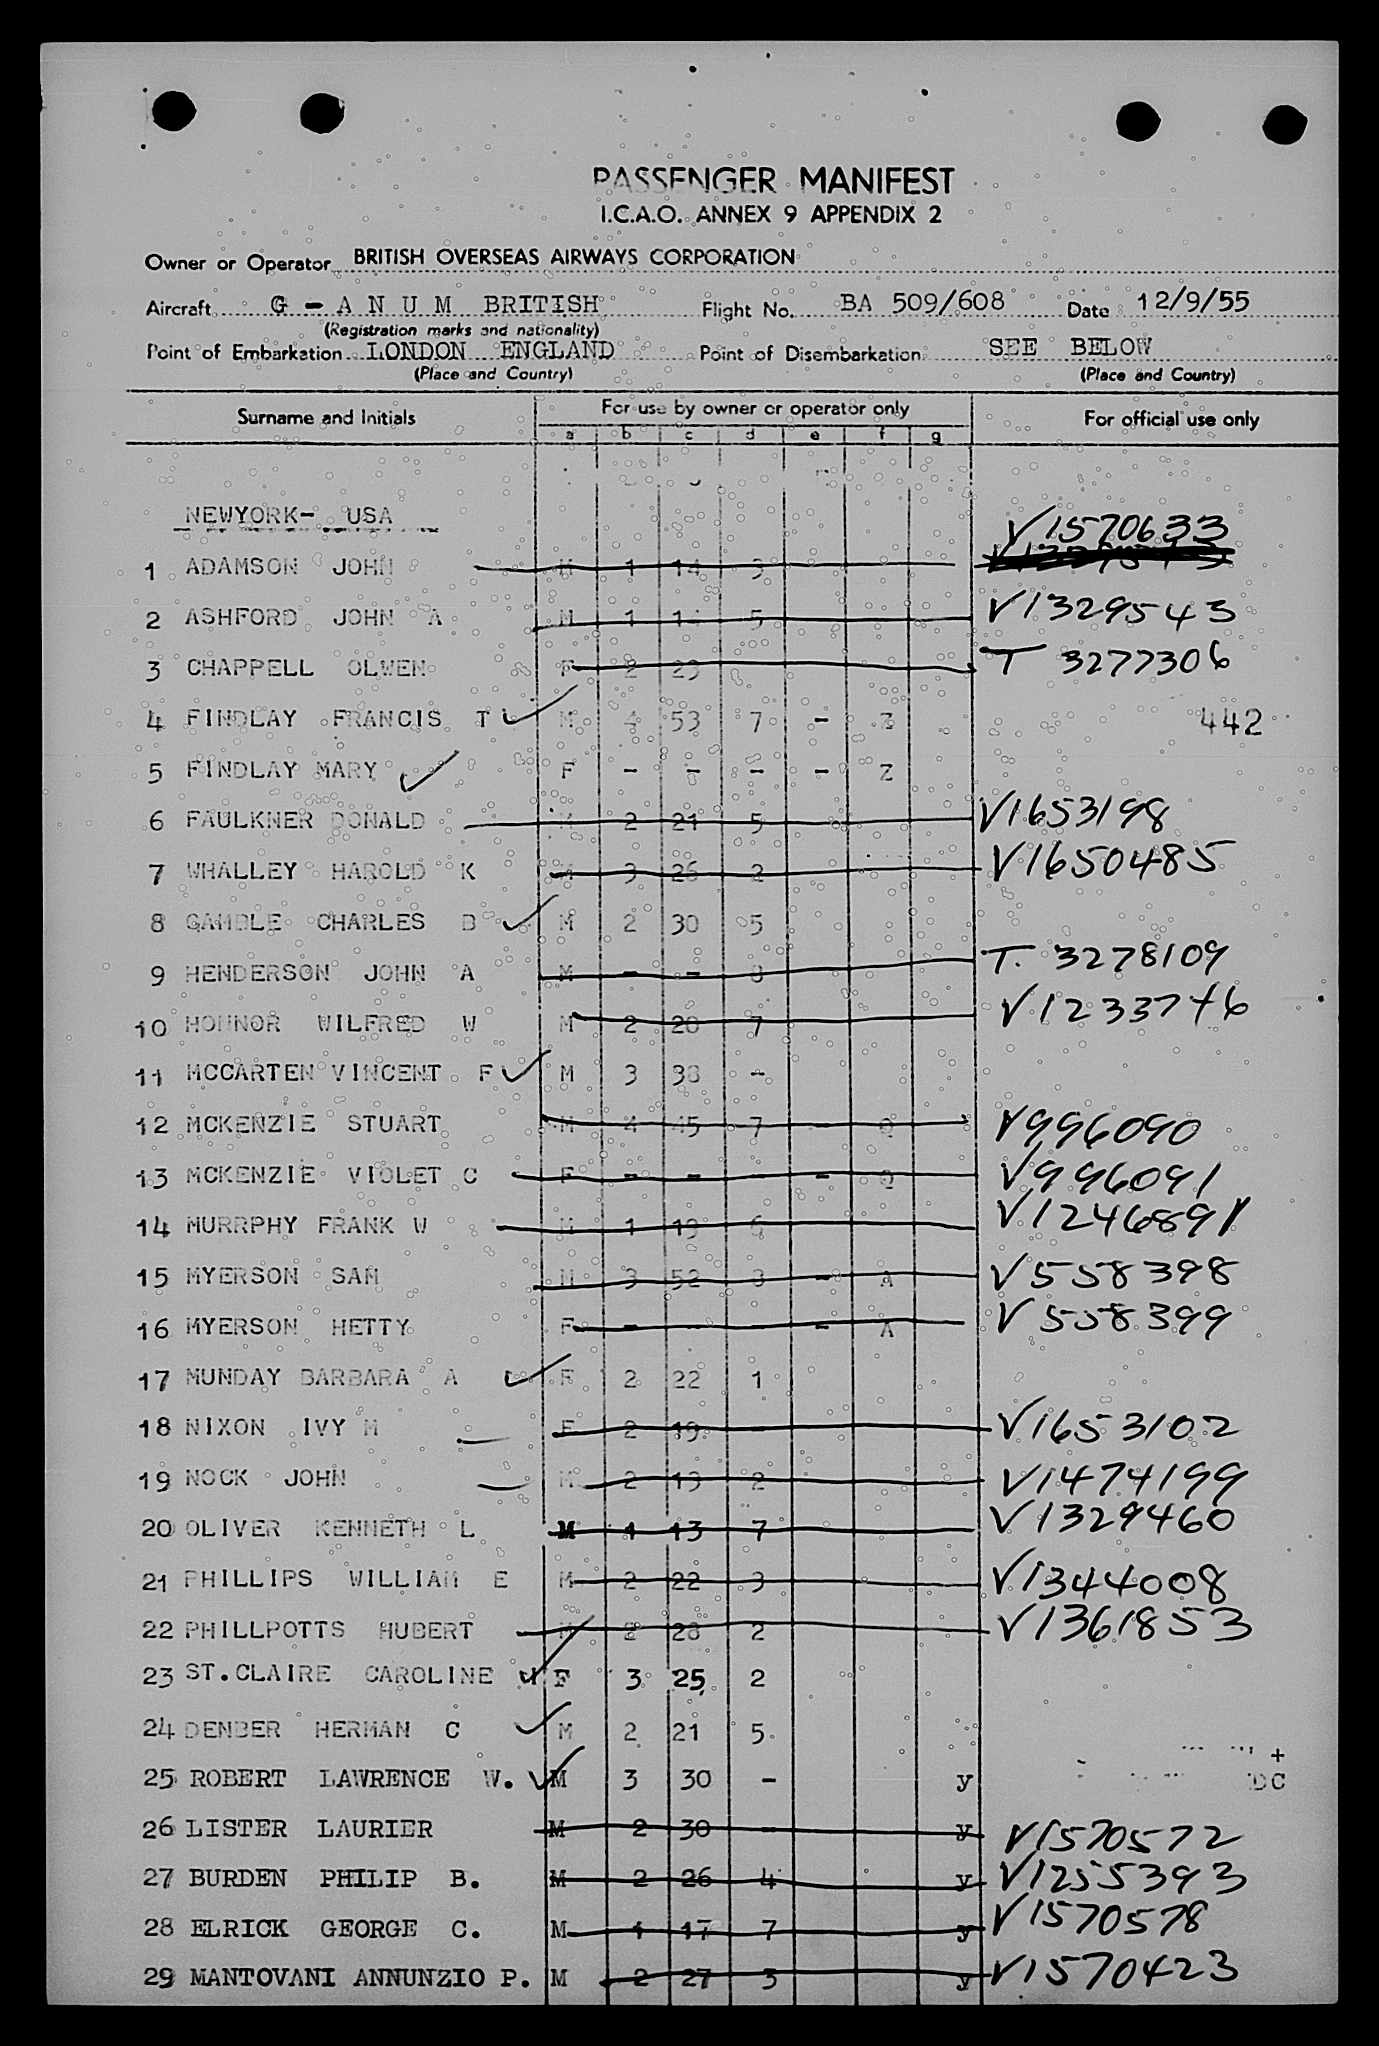 PASSENGER MANIFEST
I.C.A.O. ANNEX 9 APPENDIX 2
Owner or Operator BRITISH OVERSEAS AIRWAYS CORPORATION
Aircraft G - A N U M BRITISH Flight No. BA 509/608 Date 12/9/55
(Registration marks and nationality)
Point of Embarkation LONDON ENGLAND Point of Disembarkation SEE BELOW
(Place and Country) (Place and Country)
Surname and Initials For use by owner or operator only For official use only
a b c d e f g
NEWYORK- USA V1570633
1 ADAMSON JOHN M 1 14 3
2 ASHFORD JOHN A M 1 14 5 V1329543
3 CHAPPELL OLWEN F 2 23 T 3277306
4 FINDLAY FRANCIS T M 4 53 7 - Z 442
5 FINDLAY MARY F - - - - Z
6 FAULKNER DONALD M 2 21 5 V1653198
7 WHALLEY HAROLD K M 3 26 2 V1650485
8 GAMBLE CHARLES B M 2 30 5
9 HENDERSON JOHN A M - - 8 T. 3278109
10 HONNOR WILFRED W M 2 20 7 V1233746
11 MCCARTEN VINCENT F M 3 38 -
12 MCKENZIE STUART M 4 45 7 - Q V996090
13 MCKENZIE VIOLET C F - - - - Q V996091
14 MURRPHY FRANK W M 1 19 6 V1246891
15 MYERSON SAM M 3 52 3 - A V558398
16 MYERSON HETTY F - - - - A V558399
17 MUNDAY BARBARA A F 2 22 1
18 NIXON IVY M F 2 19 - V1653102
19 NOCK JOHN M 2 13 2 V1474199
20 OLIVER KENNETH L M 1 13 7 V1329460
21 PHILLIPS WILLIAM E M 2 22 3 V1344008
22 PHILLPOTTS HUBERT M 2 28 2 V1361853
23 ST.CLAIRE CAROLINE F 3 25 2
24 DENBER HERMAN C M 2 21 5
25 ROBERT LAWRENCE W. M 3 30 - y DC
26 LISTER LAURIER M 2 30 - y V1570572
27 BURDEN PHILIP B. M 2 26 4 y V1255393
28 ELRICK GEORGE C. M 1 17 7 y V1570578
29 MANTOVANI ANNUNZIO P. M 2 27 3 y V1570423